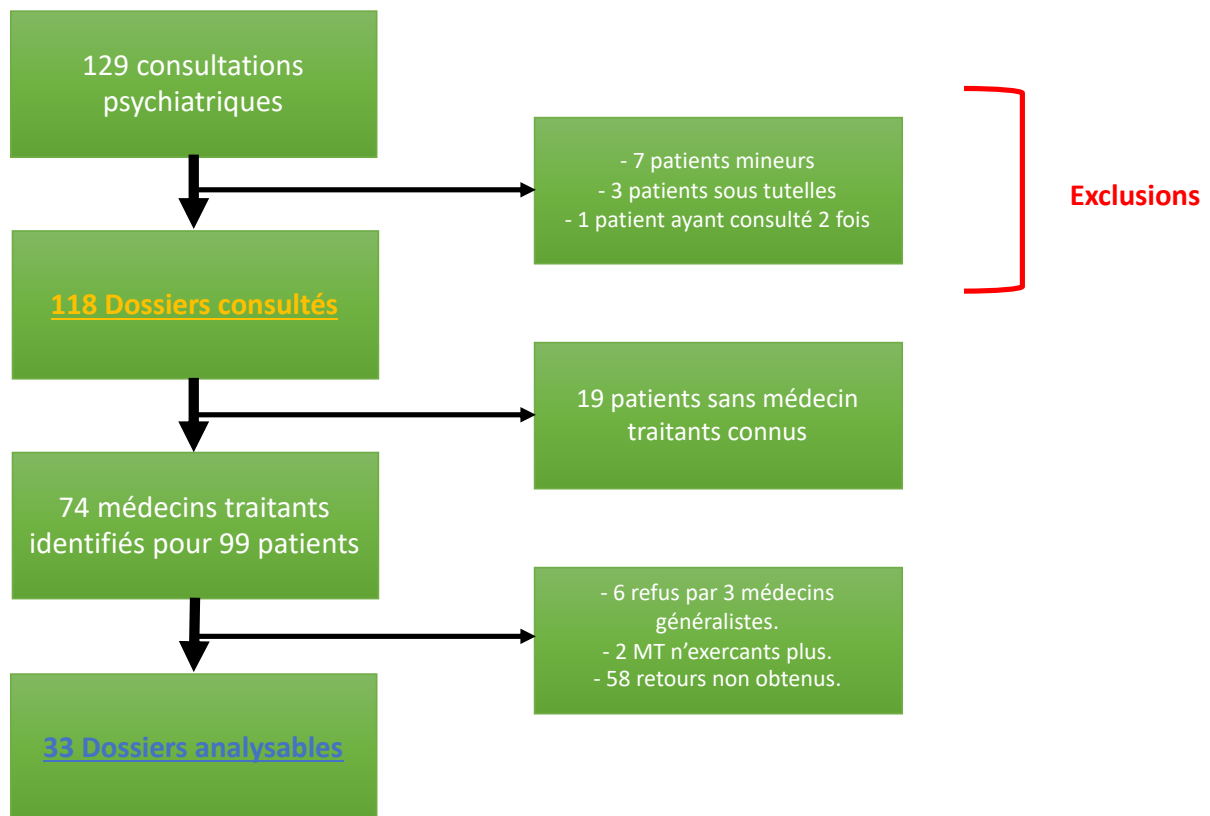 129 consultations
psychiatriques
- 7 patients mineurs
- 3 patients sous tutelles
- 1 patient ayant consulté 2 fois
Exclusions
118 Dossiers consultés
19 patients sans médecin
traitants connus
74 médecins traitants
identifiés pour 99 patients
- 6 refus par 3 médecins
généralistes.
- 2 MT n’exercants plus.
- 58 retours non obtenus.
33 Dossiers analysables